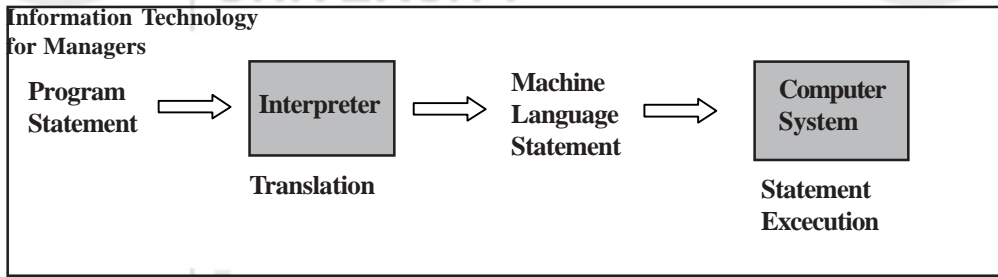 Information Technology
for Managers
Program
Statement
Interpreter
Translation
Machine
Language
Statement
Computer
System
Statement
Excecution